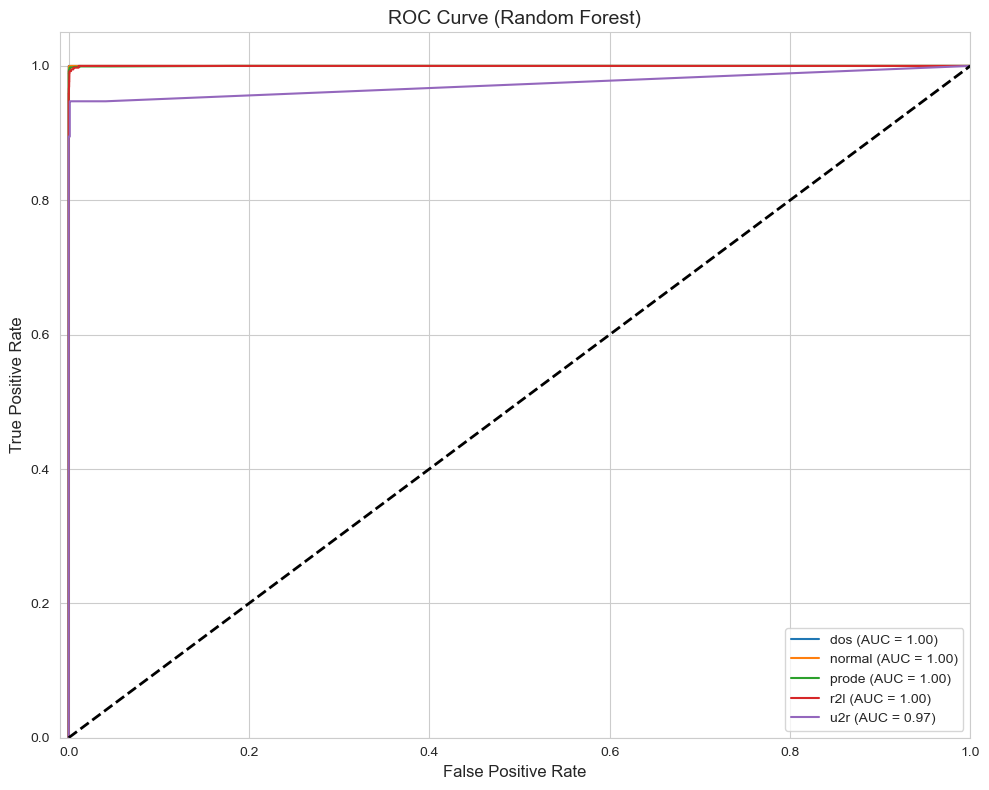 ROC Curve (Random Forest)
True Positive Rate
1.0
0.8
0.6
0.4
0.2
0.0
0.0 0.2 0.4 0.6 0.8 1.0
False Positive Rate
dos (AUC = 1.00)
normal (AUC = 1.00)
prode (AUC = 1.00)
r2l (AUC = 1.00)
u2r (AUC = 0.97)